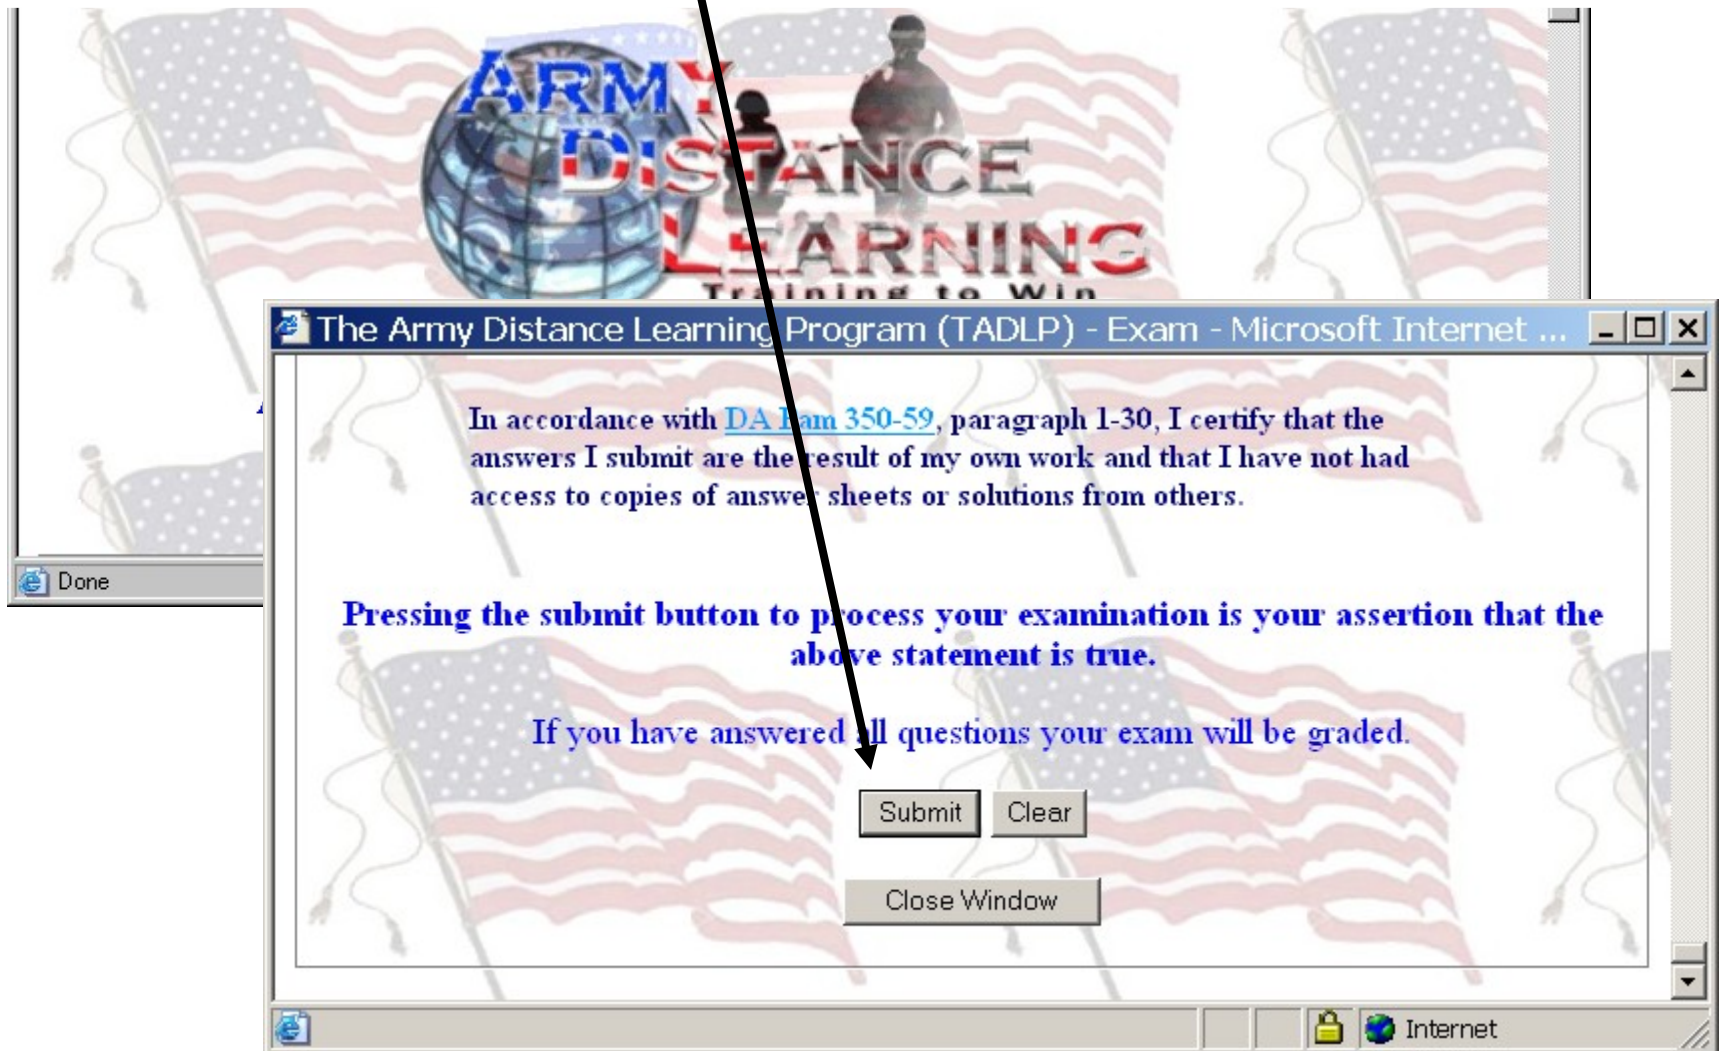 ARMY
DISTANCE
LEARNING
Training to Win
The Army Distance Learning Program (TADLP) - Exam - Microsoft Internet ...
In accordance with DA Pam 350-59, paragraph 1-30, I certify that the
answers I submit are the result of my own work and that I have not had
access to copies of answer sheets or solutions from others.
Done
Pressing the submit button to process your examination is your assertion that the
above statement is true.
If you have answered all questions your exam will be graded.
Submit Clear
Close Window
Internet